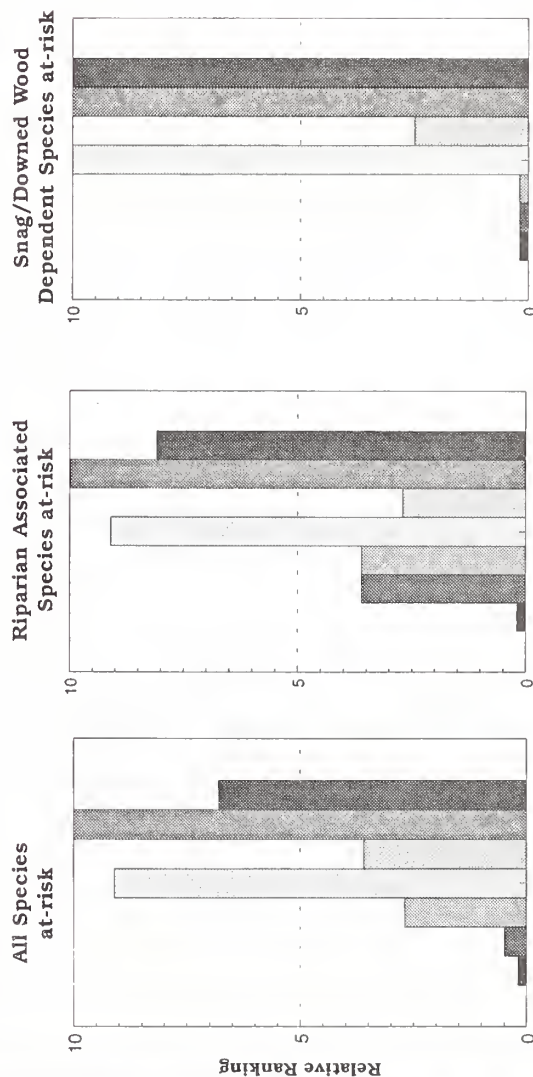 All Species
at-risk
Relative Ranking
10
5
0
Riparian Associated
Species at-risk
10
5
0
Snag/Downed Wood
Dependent Species at-risk
10
5
0